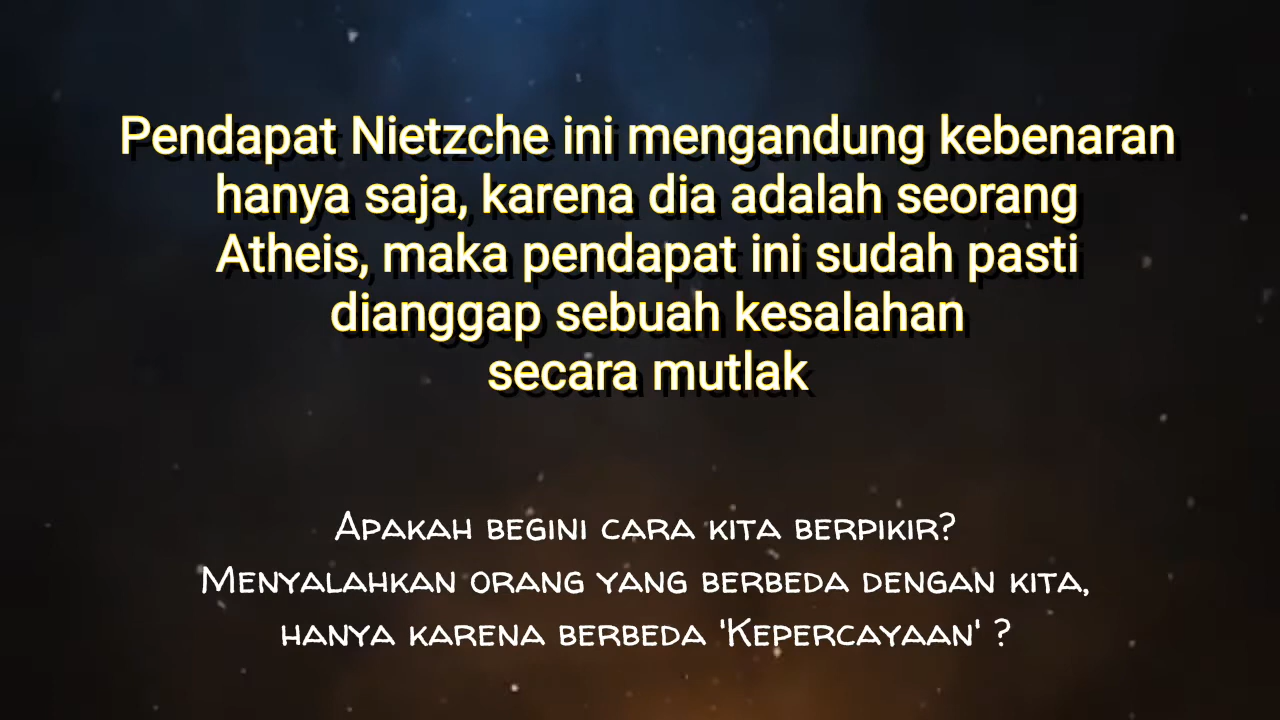 Pendapat Nietzche ini mengandung kebenaran
hanya saja, karena dia adalah seorang
Atheis, maka pendapat ini sudah pasti
dianggap sebuah kesalahan
secara mutlak
Apakah begini cara kita berpikir?
Menyalahkan orang yang berbeda dengan kita,
hanya karena berbeda 'Kepercayaan' ?